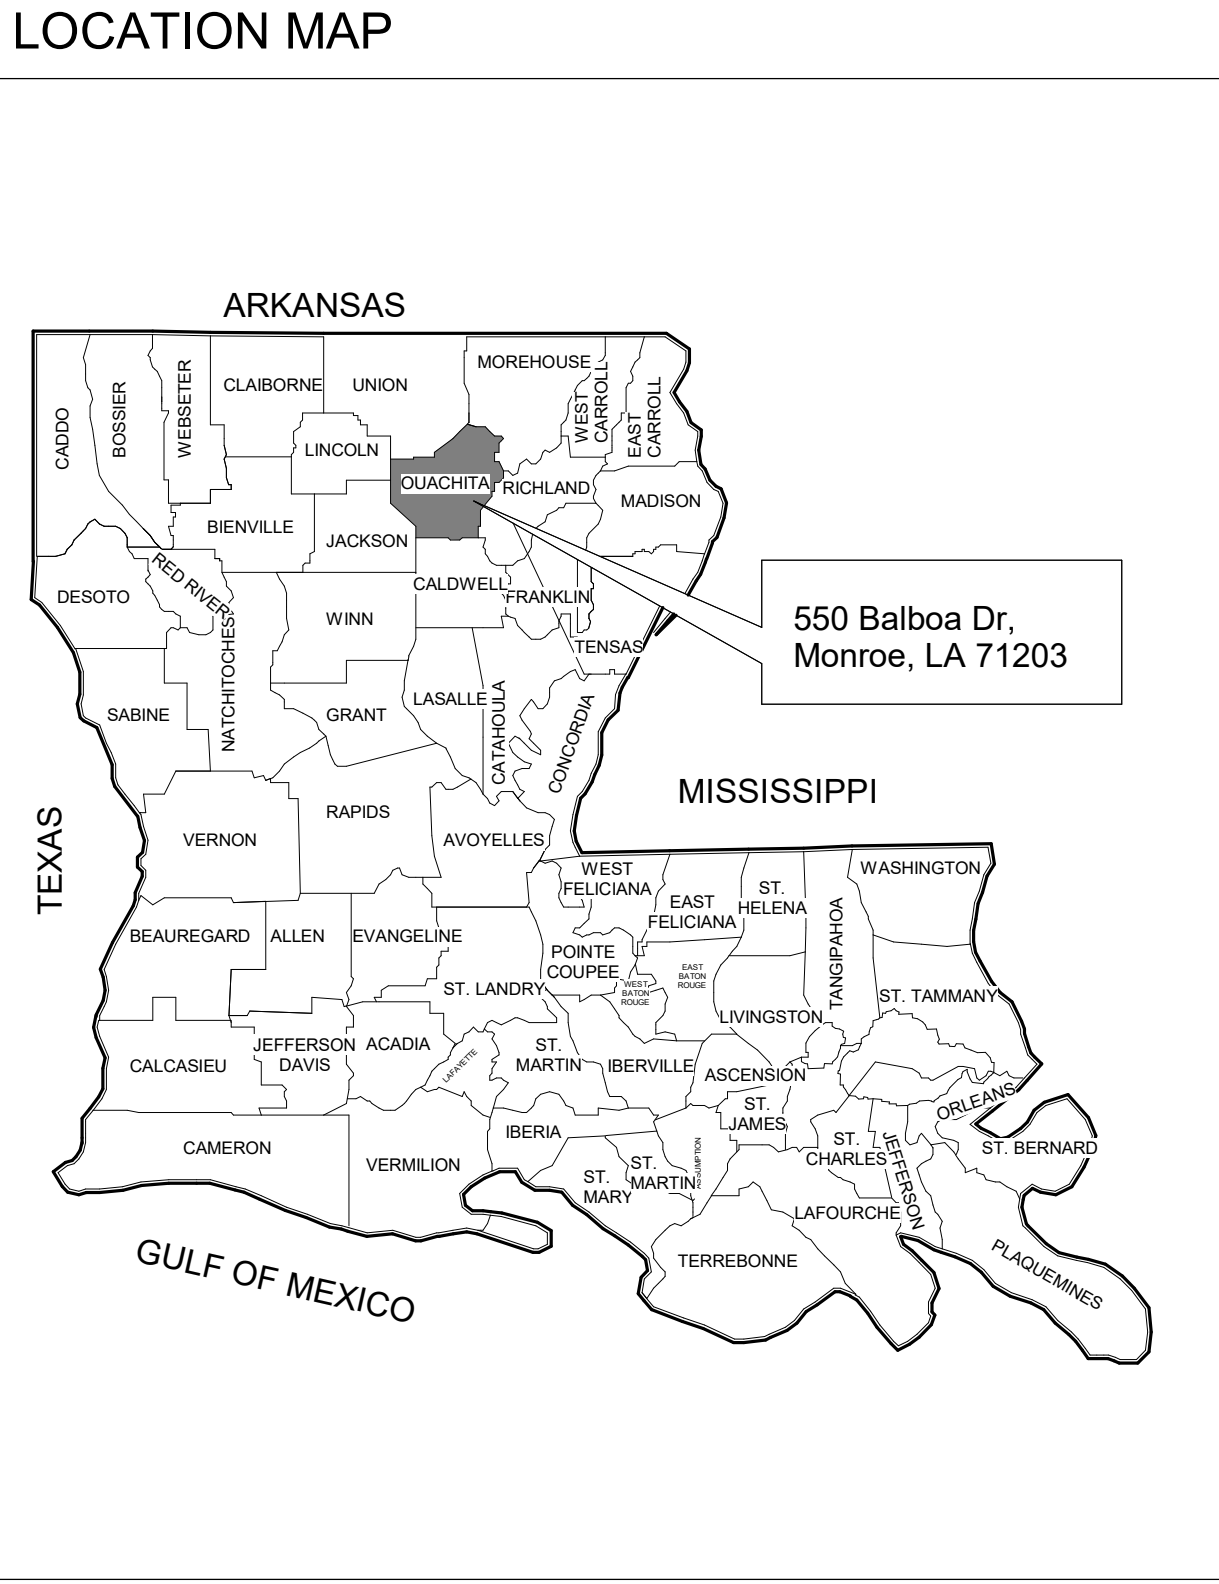 LOCATION MAP
ARKANSAS
MOREHOUSE
WEST
CARROLL
EAST
CARROLL
CADDO
BOSSIER
WEBSETER
CLAIBORNE
UNION
LINCOLN
OUACHITA
RICHLAND
MADISON
BIENVILLE
JACKSON
RED RIVER
DESOTO
CALDWELL
FRANKLIN
WINN
NATCHITOCHES
TENSAS
550 Balboa Dr,
Monroe, LA 71203
SABINE
GRANT
LASALLE
CATAHOULA
CONCORDIA
MISSISSIPPI
TEXAS
VERNON
RAPIDS
AVOYELLES
WEST
FELICIANA
EAST
FELICIANA
ST.
HELENA
TANGIPAHOA
WASHINGTON
BEAUREGARD
ALLEN
EVANGELINE
POINTE
COUPEE
WEST
BATON
ROUGE
EAST
BATON
ROUGE
ST. LANDRY
LIVINGSTON
ST. TAMMANY
CALCASIEU
JEFFERSON
DAVIS
ACADIA
LAFAYETTE
ST.
MARTIN
IBERVILLE
ASCENSION
ST.
JAMES
ORLEANS
CAMERON
VERMILION
IBERIA
ST.
MARY
ST.
MARTIN
ASSUMPTION
ST.
CHARLES
JEFFERSON
ST. BERNARD
LAFOURCHE
TERREBONNE
PLAQUEMINES
GULF OF MEXICO